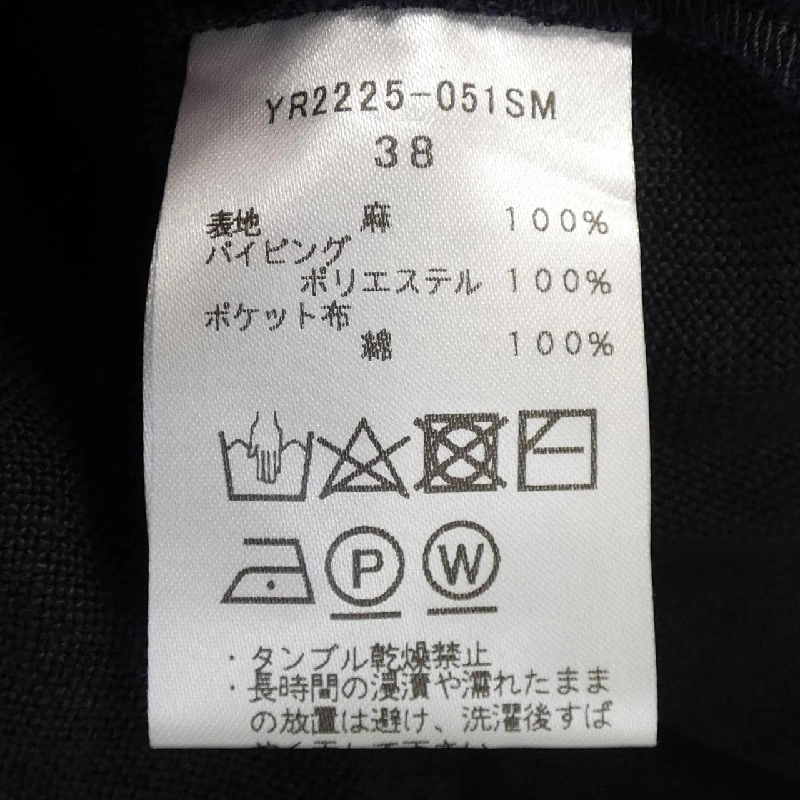 YR2225-051SM
38
表地 麻 100%
パイピング
ポリエステル 100%
ポケット布
綿 100%
P W
・タンブル乾燥禁止
・長時間の浸漬や濡れたまま
の放置は避け、洗濯後すば